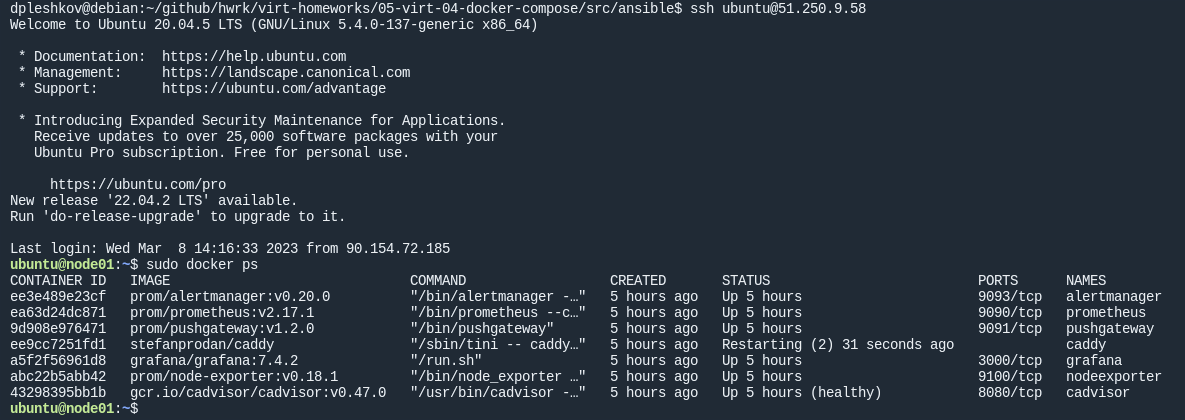 dpleshkov@debian:~/github/hwrk/virt-homeworks/05-virt-04-docker-compose/src/ansible$ ssh ubuntu@51.250.9.58
Welcome to Ubuntu 20.04.5 LTS (GNU/Linux 5.4.0-137-generic x86_64)
* Documentation:  https://help.ubuntu.com
* Management:     https://landscape.canonical.com
* Support:        https://ubuntu.com/advantage
* Introducing Expanded Security Maintenance for Applications.
Receive updates to over 25,000 software packages with your
Ubuntu Pro subscription. Free for personal use.
https://ubuntu.com/pro
New release '22.04.2 LTS' available.
Run 'do-release-upgrade' to upgrade to it.
Last login: Wed Mar  8 14:16:33 2023 from 90.154.72.185
ubuntu@node01:~$ sudo docker ps
CONTAINER ID   IMAGE                              COMMAND                  CREATED       STATUS                          PORTS      NAMES
ee3e489e23cf   prom/alertmanager:v0.20.0          "/bin/alertmanager -…"   5 hours ago   Up 5 hours                      9093/tcp   alertmanager
ea63d24dc871   prom/prometheus:v2.17.1            "/bin/prometheus --c…"   5 hours ago   Up 5 hours                      9090/tcp   prometheus
9d908e976471   prom/pushgateway:v1.2.0            "/bin/pushgateway"       5 hours ago   Up 5 hours                      9091/tcp   pushgateway
ee9cc7251fd1   stefanprodan/caddy                 "/sbin/tini -- caddy…"   5 hours ago   Restarting (2) 31 seconds ago              caddy
a5f2f56961d8   grafana/grafana:7.4.2              "/run.sh"                5 hours ago   Up 5 hours                      3000/tcp   grafana
abc22b5abb42   prom/node-exporter:v0.18.1         "/bin/node_exporter …"   5 hours ago   Up 5 hours                      9100/tcp   nodeexporter
43298395bb1b   gcr.io/cadvisor/cadvisor:v0.47.0   "/usr/bin/cadvisor -…"   5 hours ago   Up 5 hours (healthy)            8080/tcp   cadvisor
ubuntu@node01:~$